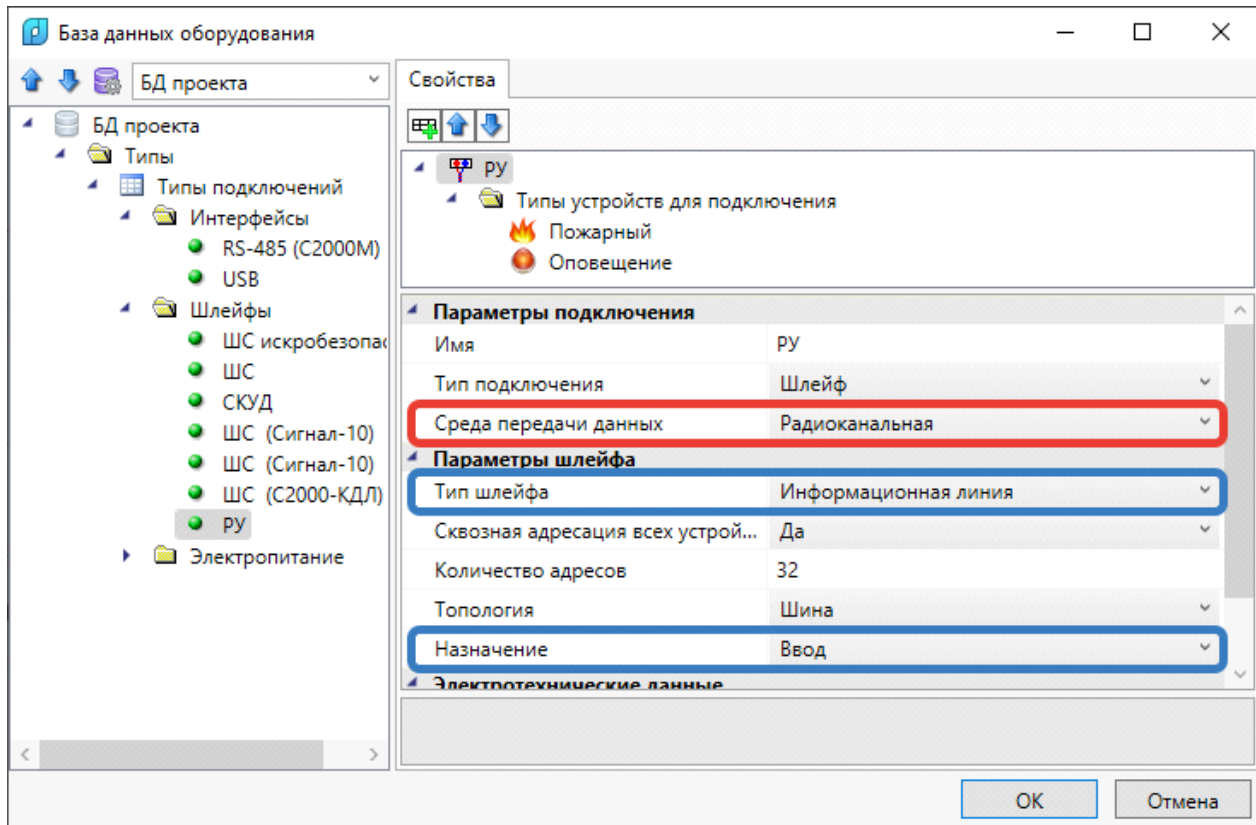 База данных оборудования
БД проекта
Свойства
БД проекта
Типы
Типы подключений
Интерфейсы
RS-485 (C2000M)
USB
Шлейфы
ШС искробезопас
ШС
СКУД
ШС (Сигнал-10)
ШС (Сигнал-10)
ШС (С2000-КДЛ)
РУ
Электропитание
РУ
Типы устройств для подключения
Пожарный
Оповещение
Параметры подключения
Имя РУ
Тип подключения Шлейф
Среда передачи данных Радиоканальная
Параметры шлейфа
Тип шлейфа Информационная линия
Сквозная адресация всех устрой... Да
Количество адресов 32
Топология Шина
Назначение Ввод
Электротехнические данные
ОК Отмена